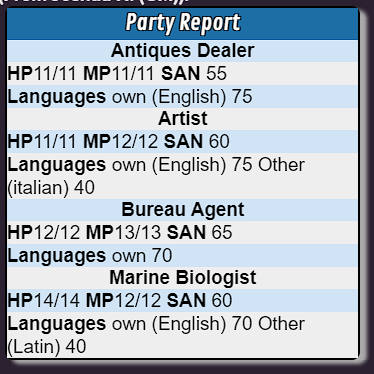 Party Report
Antiques Dealer
HP11/11 MP11/11 SAN 55
Languages own (English) 75
Artist
HP11/11 MP12/12 SAN 60
Languages own (English) 75 Other
(italian) 40
Bureau Agent
HP12/12 MP13/13 SAN 65
Languages own 70
Marine Biologist
HP14/14 MP12/12 SAN 60
Languages own (English) 70 Other
(Latin) 40